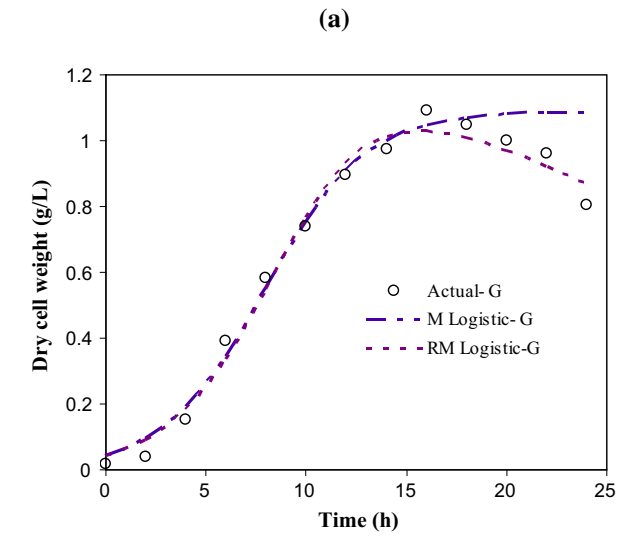 (a)
1.2
1
0.8
0.6
0.4
0.2
0
0 5 10 15 20 25
Dry cell weight (g/L)
Time (h)
Actual-G
M Logistic-G
RM Logistic-G